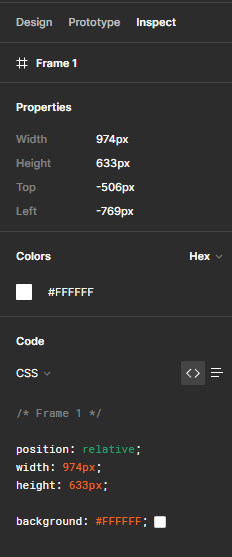 Design Prototype Inspect
Frame 1
Properties
Width 974px
Height 633px
Top -506px
Left -769px
Colors Hex
#FFFFFF
Code
CSS <>
/* Frame 1 */
position: relative;
width: 974px;
height: 633px;
background: #FFFFFF;